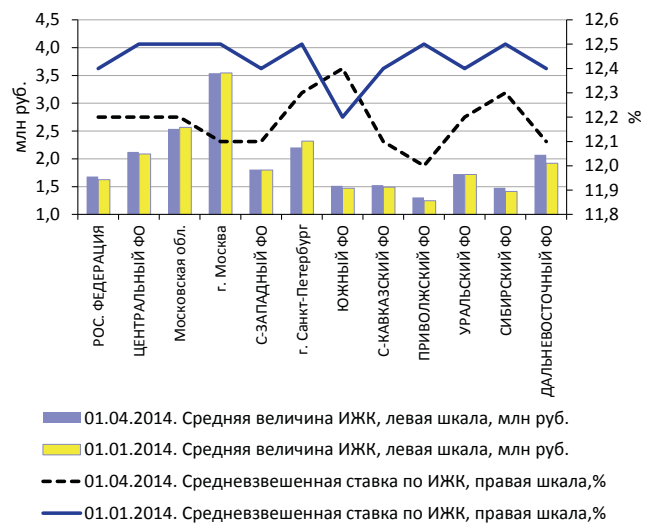 4,5
4,0
3,5
3,0
2,5
2,0
1,5
1,0
млн руб.
12,6
12,5
12,4
12,3
12,2
12,1
12,0
11,9
11,8
%
РОС. ФЕДЕРАЦИЯ
ЦЕНТРАЛЬНЫЙ ФО
Московская обл.
г. Москва
С-ЗАПАДНЫЙ ФО
г. Санкт-Петербург
ЮЖНЫЙ ФО
С-КАВКАЗСКИЙ ФО
ПРИВОЛЖСКИЙ ФО
УРАЛЬСКИЙ ФО
СИБИРСКИЙ ФО
ДАЛЬНЕВОСТОЧНЫЙ ФО
01.04.2014. Средняя величина ИЖК, левая шкала, млн руб.
01.01.2014. Средняя величина ИЖК, левая шкала, млн руб.
01.04.2014. Средневзвешенная ставка по ИЖК, правая шкала,%
01.01.2014. Средневзвешенная ставка по ИЖК, правая шкала,%